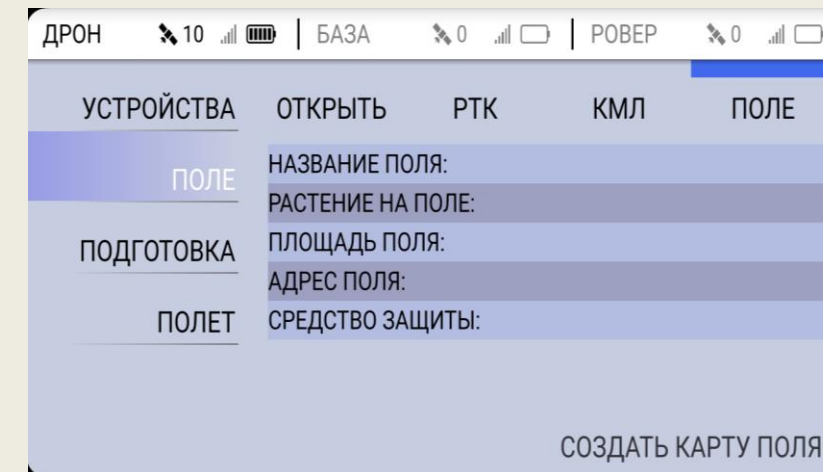 ДРОН 10 БАЗА 0 РОВЕР 0
УСТРОЙСТВА ОТКРЫТЬ РТК КМЛ ПОЛЕ
ПОЛЕ
ПОДГОТОВКА
ПОЛЕТ
НАЗВАНИЕ ПОЛЯ:
РАСТЕНИЕ НА ПОЛЕ:
ПЛОЩАДЬ ПОЛЯ:
АДРЕС ПОЛЯ:
СРЕДСТВО ЗАЩИТЫ:
СОЗДАТЬ КАРТУ ПОЛЯ